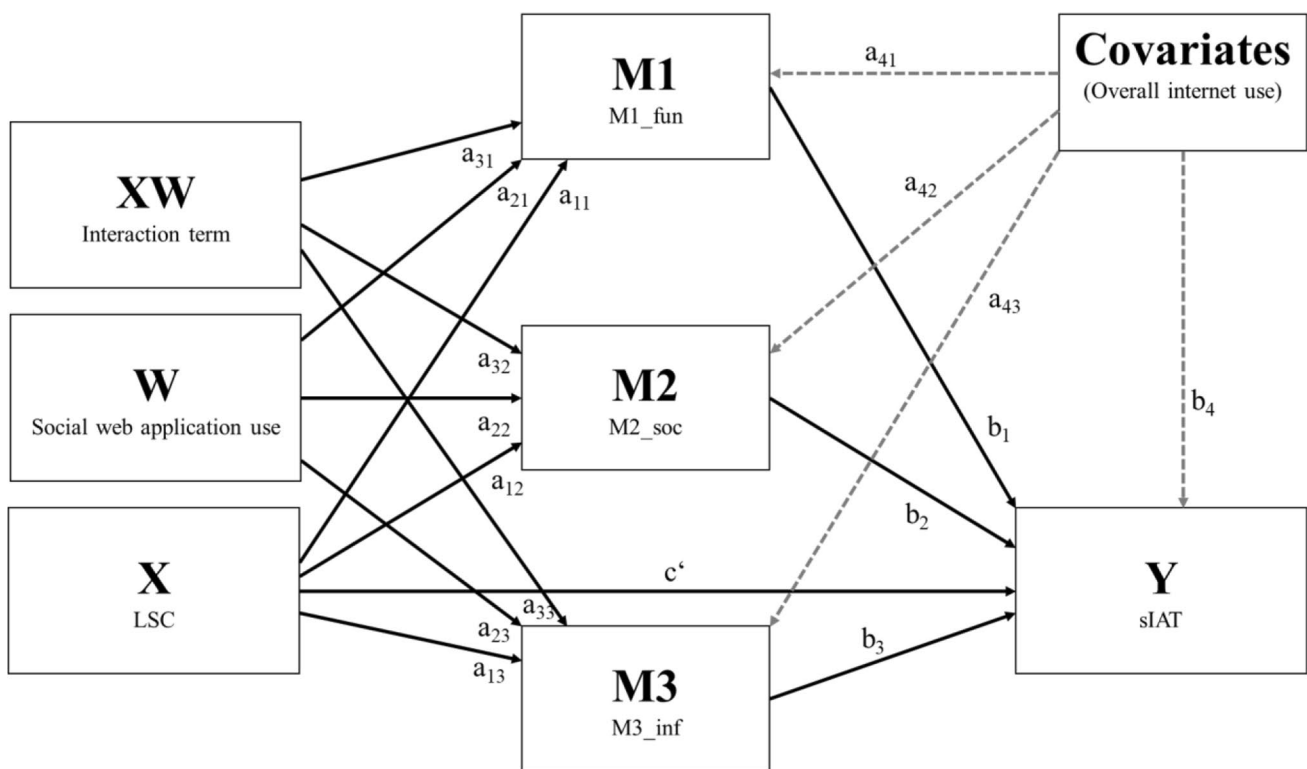 M1
M1_fun
Covariates
(Overall internet use)
a41
XW
Interaction term
a31
a21
a11
a42
a43
W
Social web application use
a32
a22
a12
M2
M2_soc
b4
b1
b2
X
LSC
c‘
a33
a23
a13
M3
M3_inf
b3
Y
sIAT